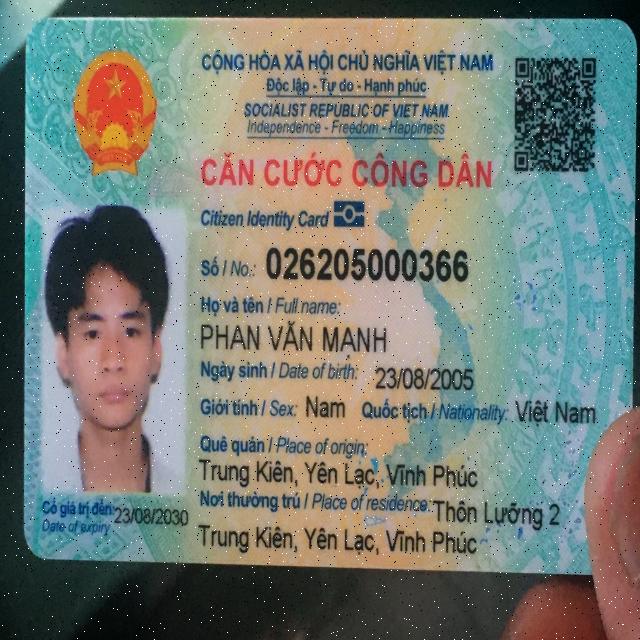 CỘNG HÒA XÃ HỘI CHỦ NGHĨA VIỆT NAM
Độc lập - Tự do - Hạnh phúc
SOCIALIST REPUBLIC OF VIET NAM
Independence - Freedom - Happiness
CĂN CƯỚC CÔNG DÂN
Citizen Identity Card
Số / No.: 026205000366
Họ và tên / Full name:
PHAN VĂN MẠNH
Ngày sinh / Date of birth: 23/08/2005
Giới tính / Sex: Nam Quốc tịch / Nationality: Việt Nam
Quê quán / Place of origin:
Trung Kiên, Yên Lạc, Vĩnh Phúc
Nơi thường trú / Place of residence: Thôn Lưỡng 2
Trung Kiên, Yên Lạc, Vĩnh Phúc
Có giá trị đến: 23/08/2030
Date of expiry